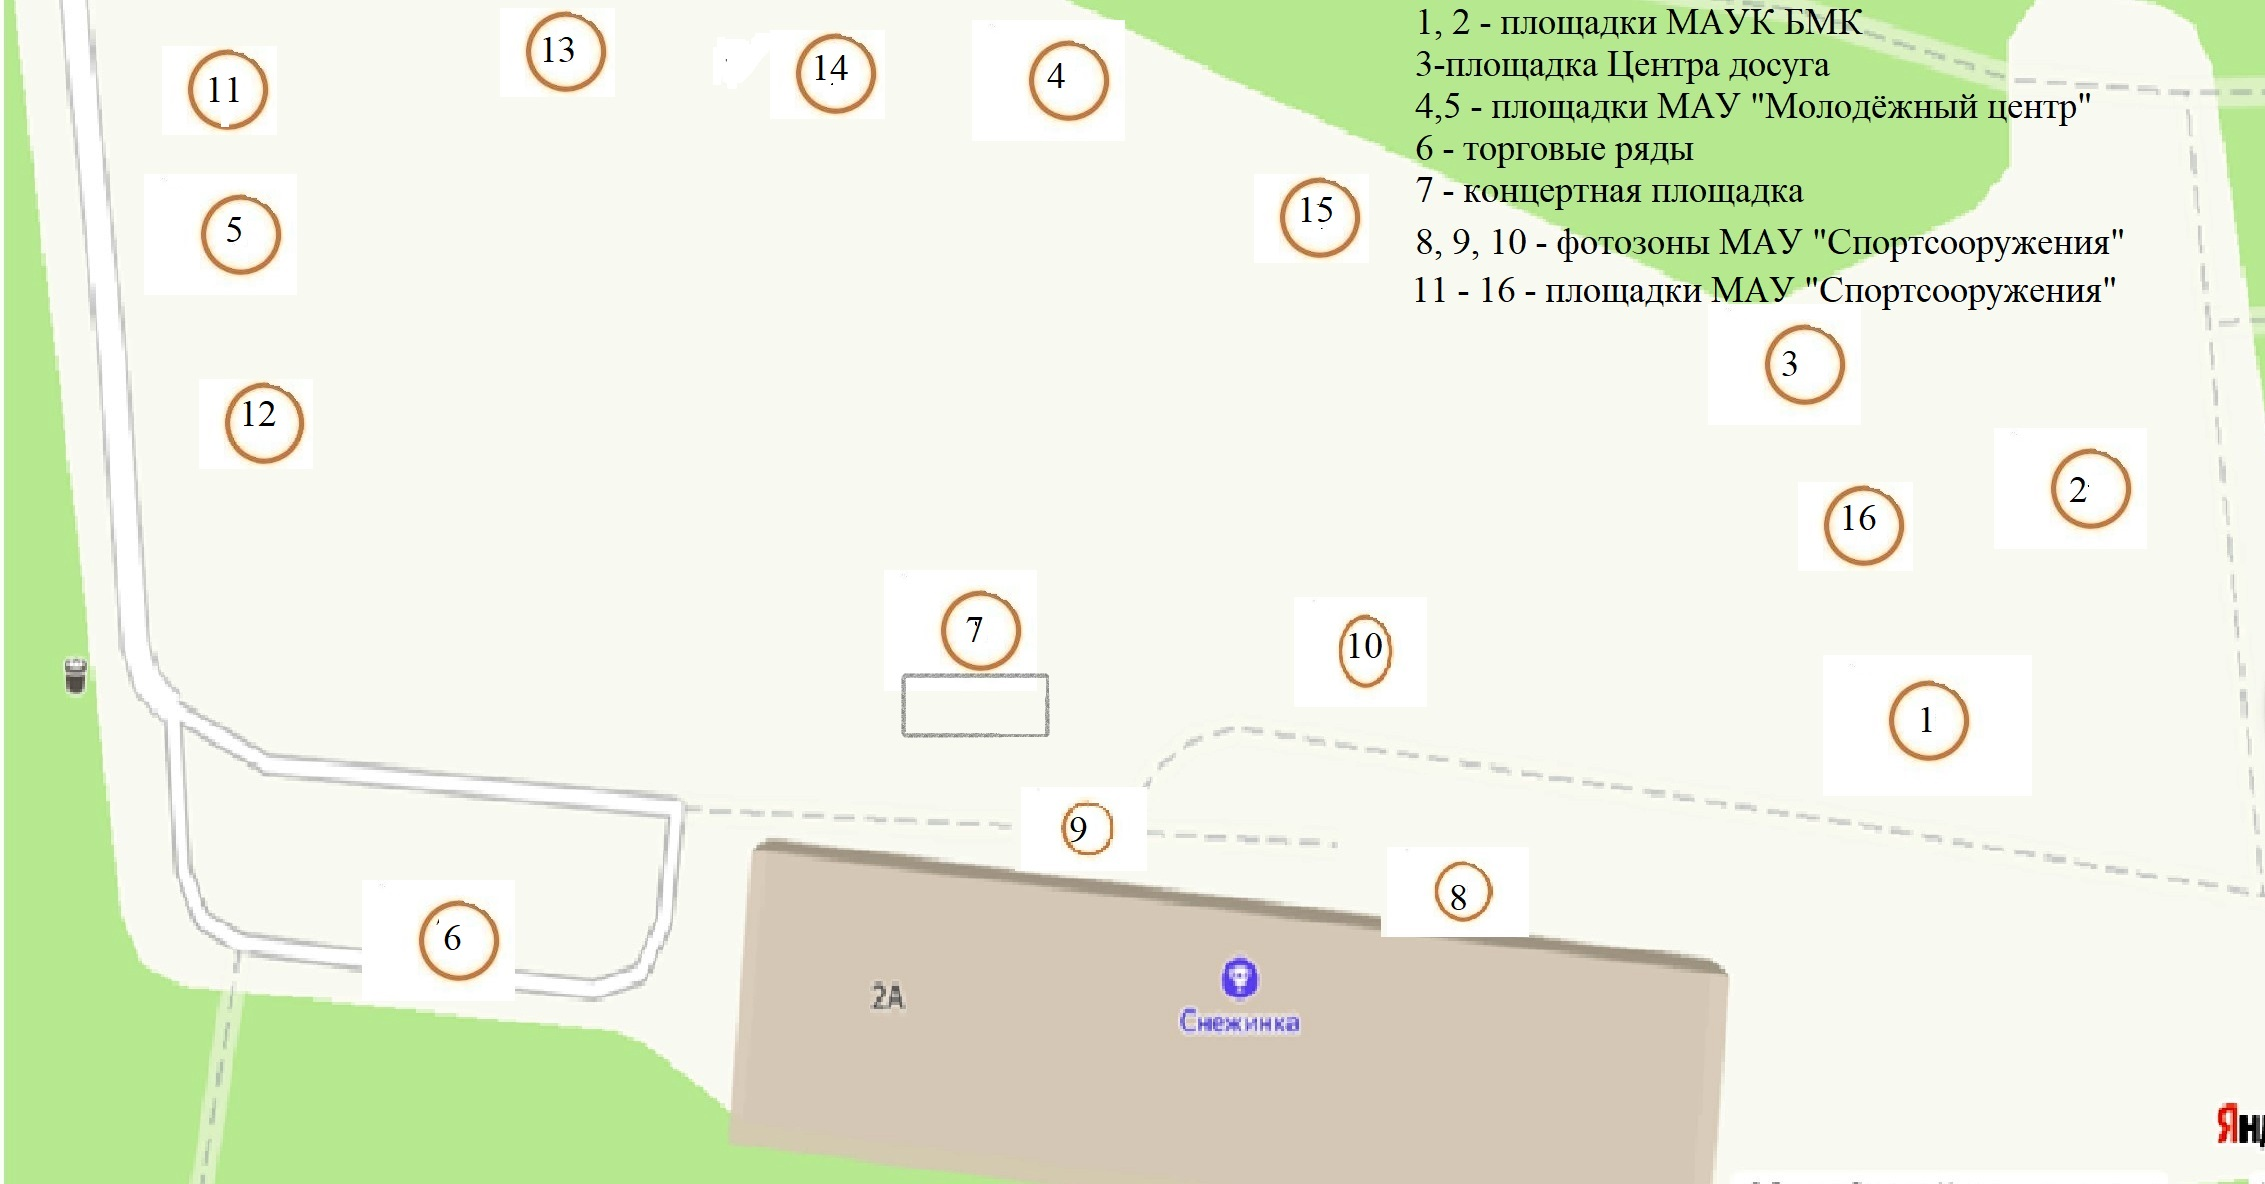 1, 2 - площадки МАУК БМК
3-площадка Центра досуга
4,5 - площадки МАУ "Молодёжный центр"
6 - торговые ряды
7 - концертная площадка
8, 9, 10 - фотозоны МАУ "Спортсооружения"
11 - 16 - площадки МАУ "Спортсооружения"
13
14
4
11
5
15
3
12
2
16
7
10
1
9
8
6
2А
Снежинка
Янд